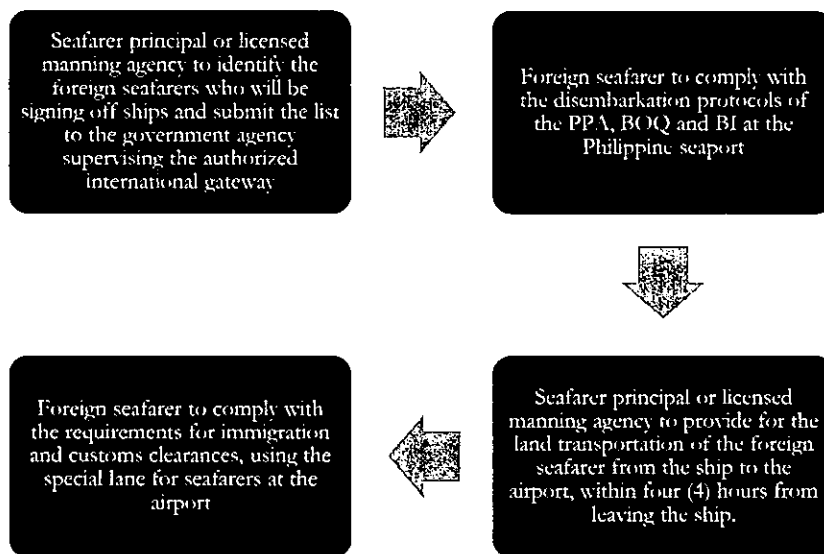 Seafarer principal or licensed
manning agency to identify the
foreign seafarers who will be
signing off ships and submit the list
to the government agency
supervising the authorized
international gateway
Foreign seafarer to comply with
the disembarkation protocols of
the PPA, BOQ and BI at the
Philippine seaport
Seafarer principal or licensed
manning agency to provide for the
land transportation of the foreign
seafarer from the ship to the
airport, within four (4) hours from
leaving the ship.
Foreign seafarer to comply with
the requirements for immigration
and customs clearances, using the
special lane for seafarers at the
airport